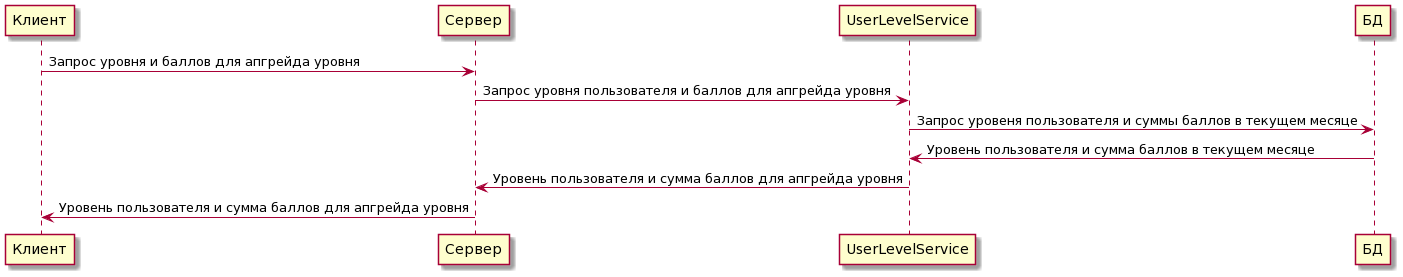 Клиент
Сервер
UserLevelService
БД
Запрос уровня и баллов для апгрейда уровня
Запрос уровня пользователя и баллов для апгрейда уровня
Запрос уровеня пользователя и суммы баллов в текущем месяце
Уровень пользователя и сумма баллов в текущем месяце
Уровень пользователя и сумма баллов для апгрейда уровня
Уровень пользователя и сумма баллов для апгрейда уровня
Клиент
Сервер
UserLevelService
БД